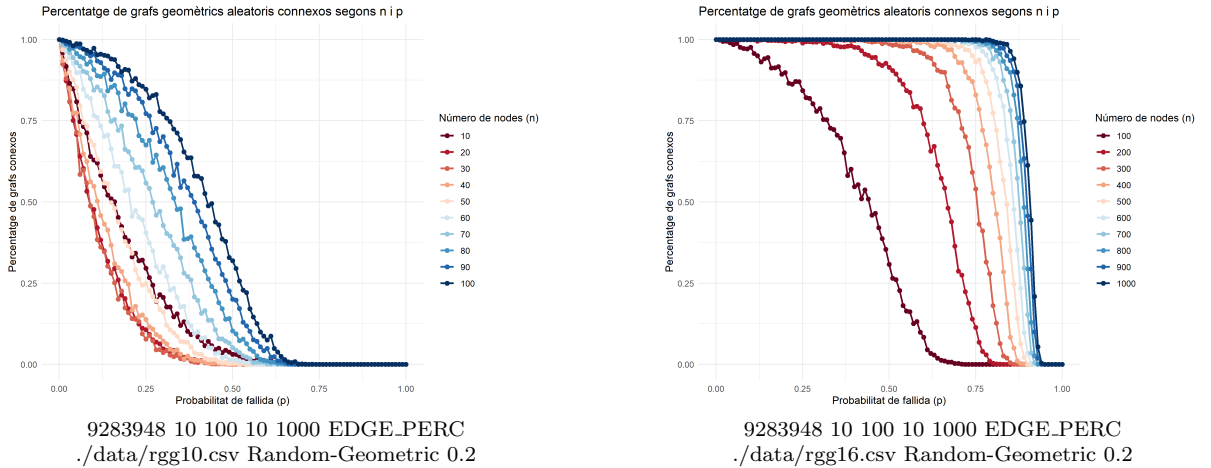 Percentatge de grafs geomètrics aleatoris connexos segons n i p
Percentatge de grafs conexos
1.00
0.75
0.50
0.25
0.00
0.00 0.25 0.50 0.75 1.00
Probabilitat de fallida (p)
Número de nodes (n)
10
20
30
40
50
60
70
80
90
100
9283948 10 100 10 1000 EDGE_PERC
./data/rgg10.csv Random-Geometric 0.2
Percentatge de grafs geomètrics aleatoris connexos segons n i p
Percentatge de grafs conexos
1.00
0.75
0.50
0.25
0.00
0.00 0.25 0.50 0.75 1.00
Probabilitat de fallida (p)
Número de nodes (n)
100
200
300
400
500
600
700
800
900
1000
9283948 10 100 10 1000 EDGE_PERC
./data/rgg16.csv Random-Geometric 0.2